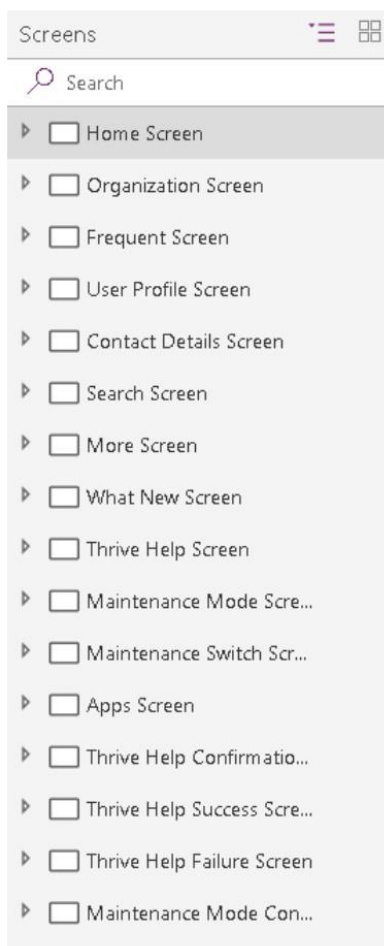 Screens
Search
Home Screen
Organization Screen
Frequent Screen
User Profile Screen
Contact Details Screen
Search Screen
More Screen
What New Screen
Thrive Help Screen
Maintenance Mode Scre...
Maintenance Switch Scr...
Apps Screen
Thrive Help Confirmatio...
Thrive Help Success Scre...
Thrive Help Failure Screen
Maintenance Mode Con...